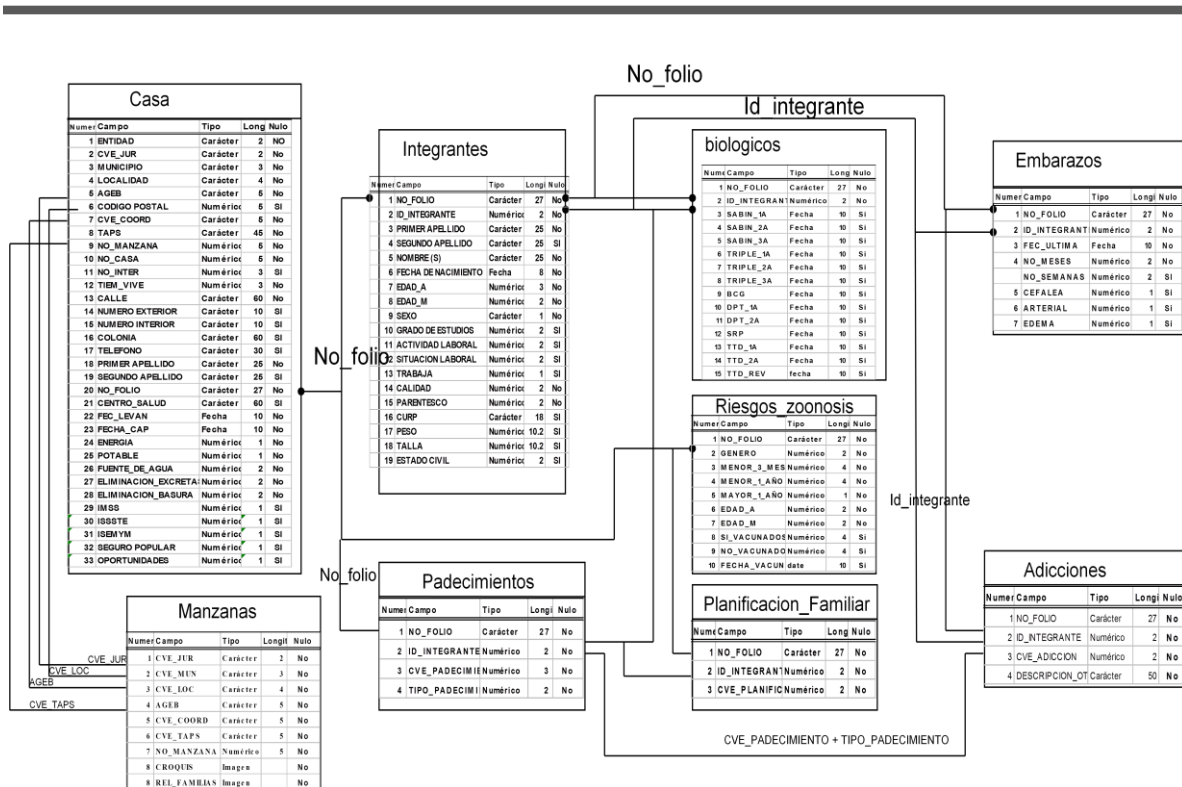 No_folio
Id_integrante
Casa
Numer Campo Tipo Long Nulo
1 ENTIDAD Carácter 2 NO
2 CVE_JUR Carácter 2 No
3 MUNICIPIO Carácter 3 No
4 LOCALIDAD Carácter 4 No
5 AGEB Carácter 5 No
6 CODIGO POSTAL Numérico 5 SI
7 CVE_COORD Carácter 5 No
8 TAPS Carácter 45 No
9 NO_MANZANA Numérico 5 No
10 NO_CASA Numérico 5 No
11 NO_INTER Numérico 3 SI
12 TIEM_VIVE Numérico 3 No
13 CALLE Carácter 60 No
14 NUMERO EXTERIOR Carácter 10 SI
15 NUMERO INTERIOR Carácter 10 SI
16 COLONIA Carácter 60 SI
17 TELEFONO Carácter 30 SI
18 PRIMER APELLIDO Carácter 25 No
19 SEGUNDO APELLIDO Carácter 25 SI
20 NO_FOLIO Carácter 27 No
21 CENTRO_SALUD Carácter 60 SI
22 FEC_LEVAN Fecha 10 No
23 FECHA_CAP Fecha 10 No
24 ENERGIA Numérico 1 No
25 POTABLE Numérico 1 No
26 FUENTE_DE_AGUA Numérico 2 No
27 ELIMINACION_EXCRETAS Numérico 2 No
28 ELIMINACION_BASURA Numérico 2 No
29 IMSS Numérico 1 SI
30 ISSSTE Numéric 1 SI
31 ISEMYM Numéric 1 SI
32 SEGURO POPULAR Numéric 1 SI
33 OPORTUNIDADES Numéric 1 SI
Integrantes
Numer Campo Tipo Longi Nulo
1 NO_FOLIO Carácter 27 No
2 ID_INTEGRANTE Numéric 2 No
3 PRIMER APELLIDO Carácter 25 No
4 SEGUNDO APELLIDO Carácter 25 SI
5 NOMBRE (S) Carácter 25 No
6 FECHA DE NACIMIENTO Fecha 8 No
7 EDAD_A Numéric 3 No
8 EDAD_M Numéric 2 No
9 SEXO Carácter 1 No
10 GRADO DE ESTUDIOS Numéric 2 SI
11 ACTIVIDAD LABORAL Numéric 2 SI
No_folio
2 SITUACION LABORAL Numéric 2 SI
13 TRABAJA Numéric 1 SI
14 CALIDAD Numéric 2 No
15 PARENTESCO Numéric 2 No
16 CURP Carácter 18 SI
17 PESO Numéric 10.2 SI
18 TALLA Numéric 10.2 SI
19 ESTADO CIVIL Numéric 2 SI
biologicos
Nume Campo Tipo Longi Nulo
1 NO_FOLIO Carácter 27 No
2 ID_INTEGRANT Numérico 2 No
3 SABIN_1A Fecha 10 Si
4 SABIN_2A Fecha 10 Si
5 SABIN_3A Fecha 10 Si
6 TRIPLE_1A Fecha 10 Si
7 TRIPLE_2A Fecha 10 Si
8 TRIPLE_3A Fecha 10 Si
9 BCG Fecha 10 Si
10 DPT_1A Fecha 10 Si
11 DPT_2A Fecha 10 Si
12 SRP Fecha 10 Si
13 TTD_1A Fecha 10 Si
14 TTD_2A Fecha 10 Si
15 TTD_REV fecha 10 Si
Embarazos
Numer Campo Tipo Longi Nulo
1 NO_FOLIO Carácter 27 No
2 ID_INTEGRANT Numérico 2 No
3 FEC_ULTIMA Fecha 10 No
4 NO_MESES Numérico 2 No
NO_SEMANAS Numérico 2 Si
5 CEFALEA Numérico 1 Si
6 ARTERIAL Numérico 1 Si
7 EDEMA Numérico 1 Si
Riesgos_zoonosis
Numer Campo Tipo Longi Nulo
1 NO_FOLIO Carácter 27 No
2 GENERO Numérico 2 No
3 MENOR_3_MES Numérico 4 No
4 MENOR_1_AÑO Numérico 4 No
5 MAYOR_1_AÑO Numérico 1 No
6 EDAD_A Numérico 2 No
7 EDAD_M Numérico 2 No
8 SI_VACUNADOS Numérico 4 Si
9 NO_VACUNADO Numérico 4 Si
10 FECHA_VACUN date 10 Si
Id_integrante
No_folio
Padecimientos
Numer Campo Tipo Longi Nulo
1 NO_FOLIO Carácter 27 No
2 ID_INTEGRANTE Numérico 2 No
3 CVE_PADECIMIE Numérico 3 No
4 TIPO_PADECIMI Numérico 2 No
Planificacion_Familiar
Nume Campo Tipo Long Nulo
1 NO_FOLIO Carácter 27 No
2 ID_INTEGRAN Numérico 2 No
3 CVE_PLANIFIC Numérico 2 No
Adicciones
Numer Campo Tipo Longi Nulo
1 NO_FOLIO Carácter 27 No
2 ID_INTEGRANTE Numérico 2 No
3 CVE_ADICCION Numérico 2 No
4 DESCRIPCION_OT Carácter 50 No
Manzanas
Numer Campo Tipo Longit Nulo
1 CVE_JUR Carácter 2 No
2 CVE_MUN Carácter 3 No
3 CVE_LOC Carácter 4 No
4 AGEB Carácter 5 No
5 CVE_COORD Carácter 5 No
6 CVE_TAPS Carácter 5 No
7 NO_MANZANA Numérico 5 No
8 CROQUIS Imagen No
8 REL_FAMILIAS Imagen No
CVE_JUR
CVE_LOC
AGEB
CVE_TAPS
CVE_PADECIMIENTO + TIPO_PADECIMIENTO